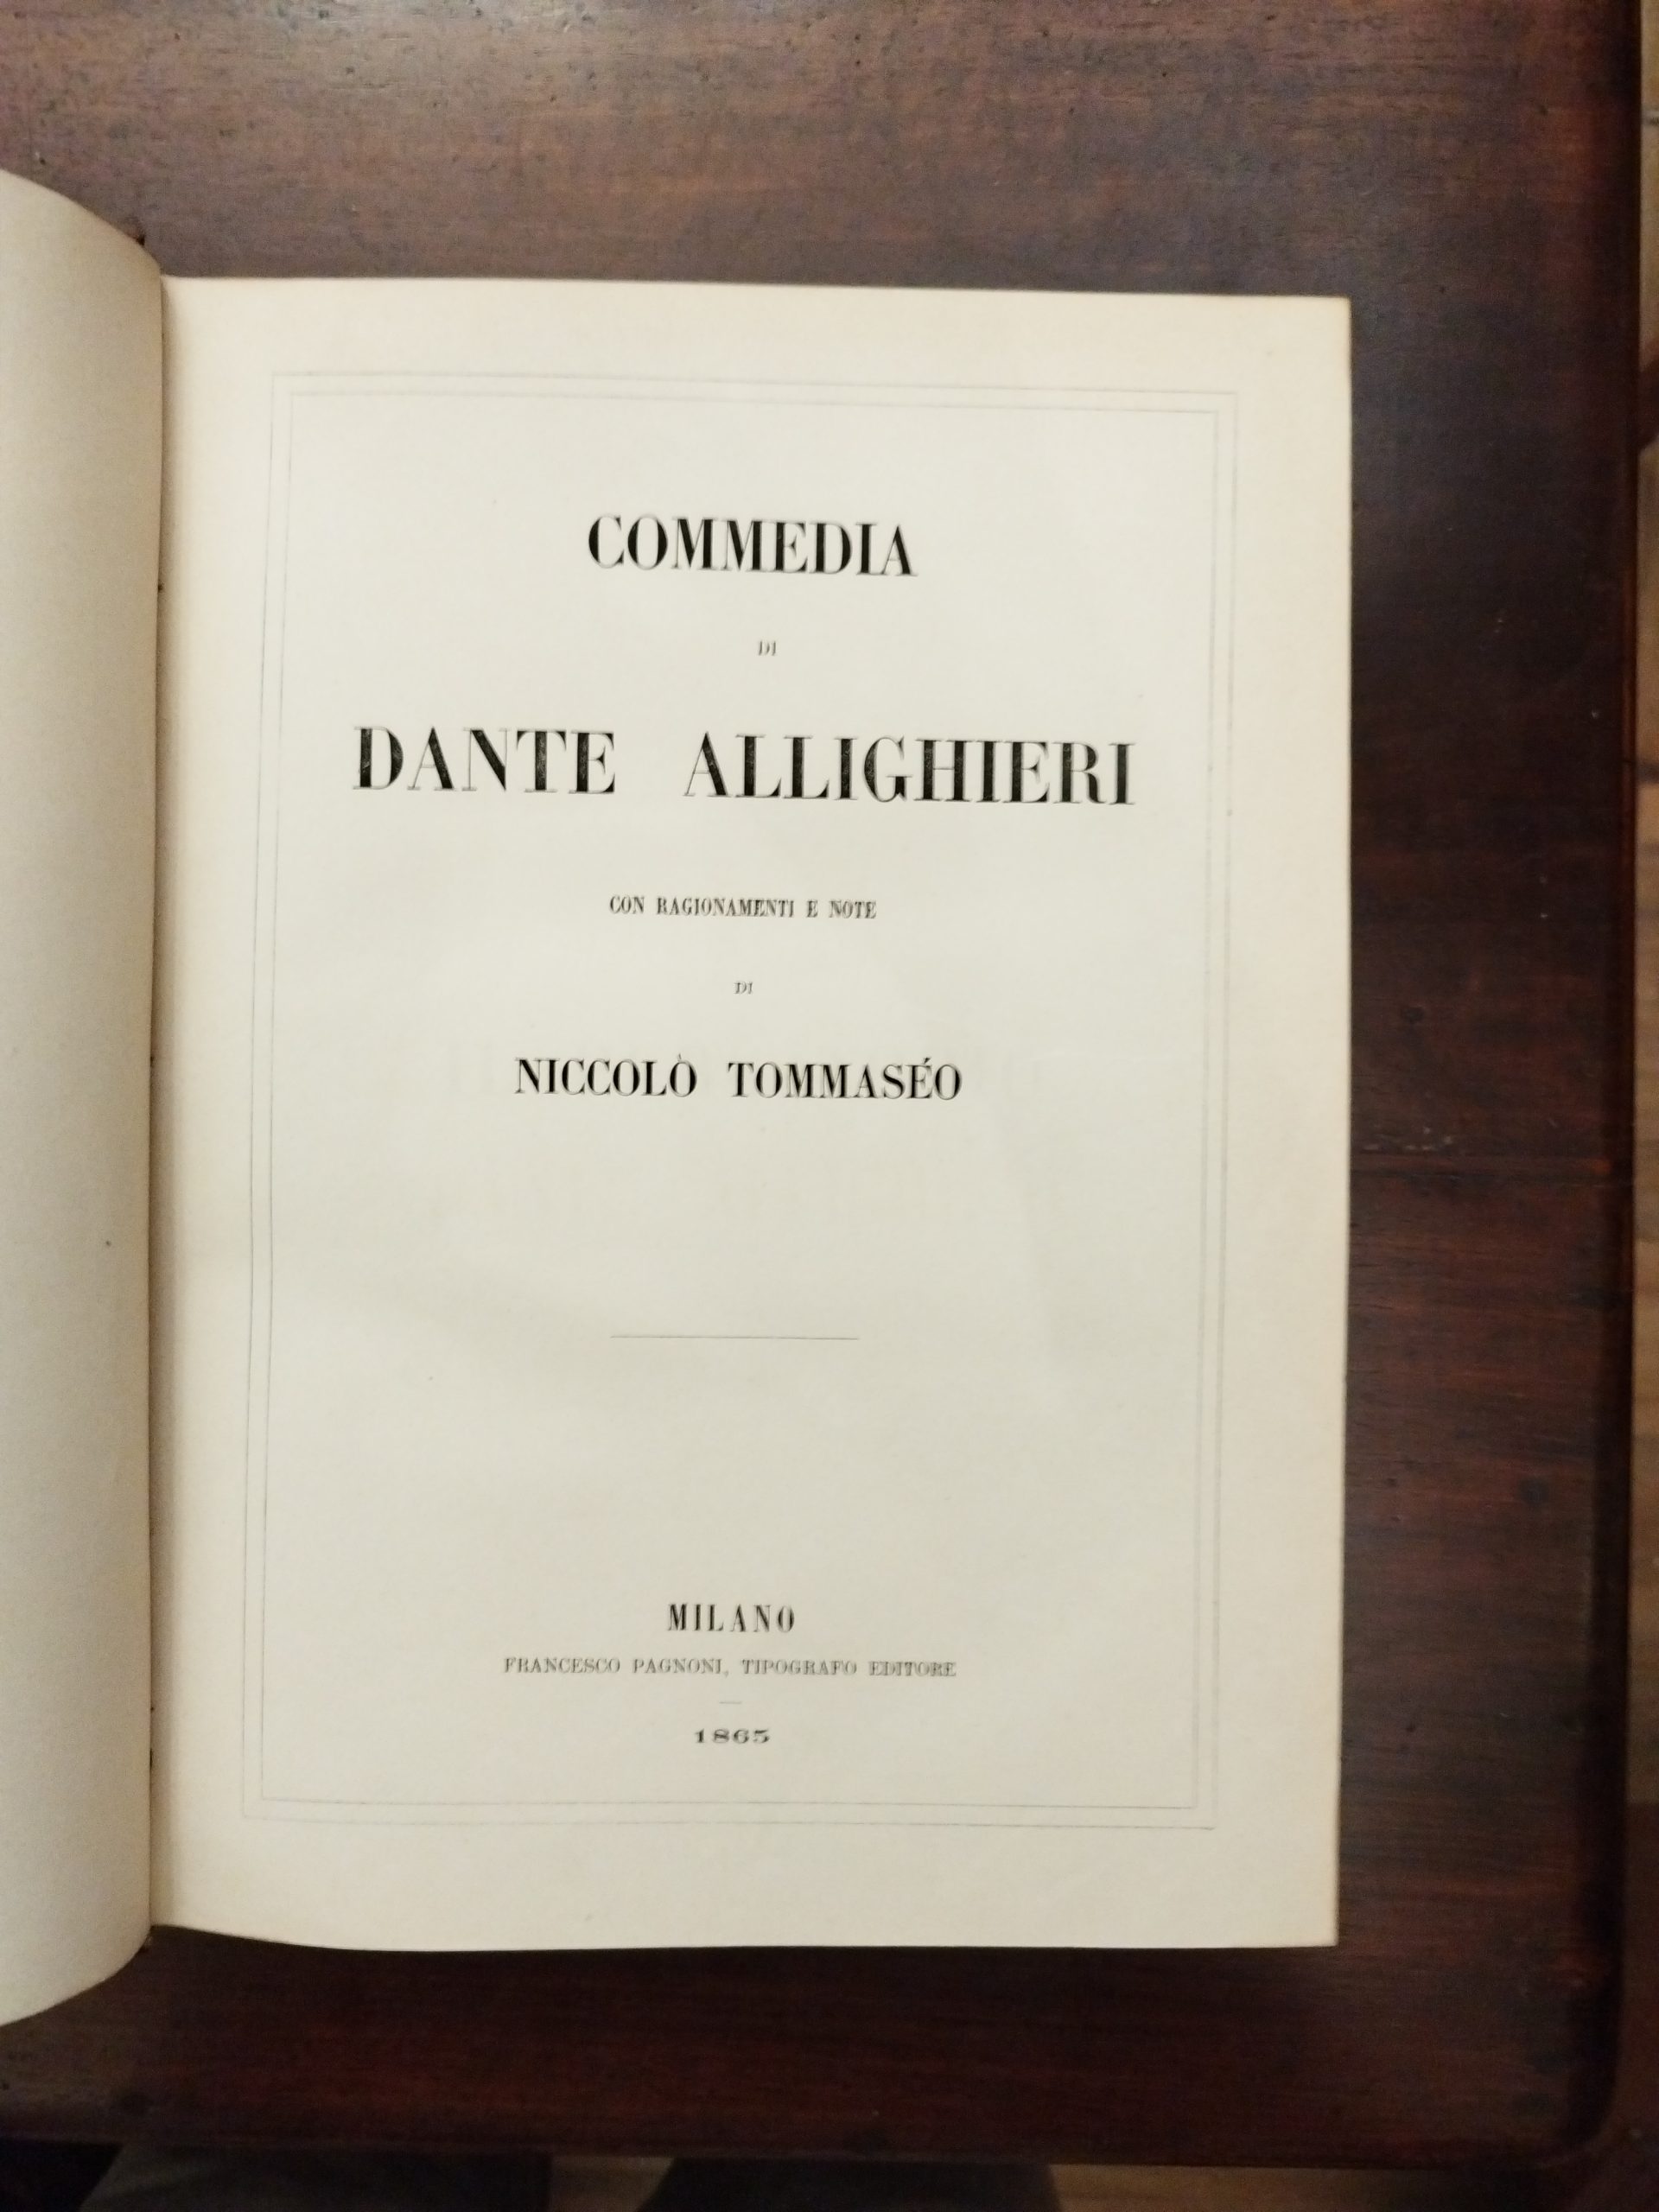 COMMEDIA
DI
DANTE ALLIGHIERI
CON RAGIONAMENTI E NOTE
DI
NICCOLÒ TOMMASÉO
MILANO
FRANCESCO PAGNONI, TIPOGRAFO EDITORE
1865